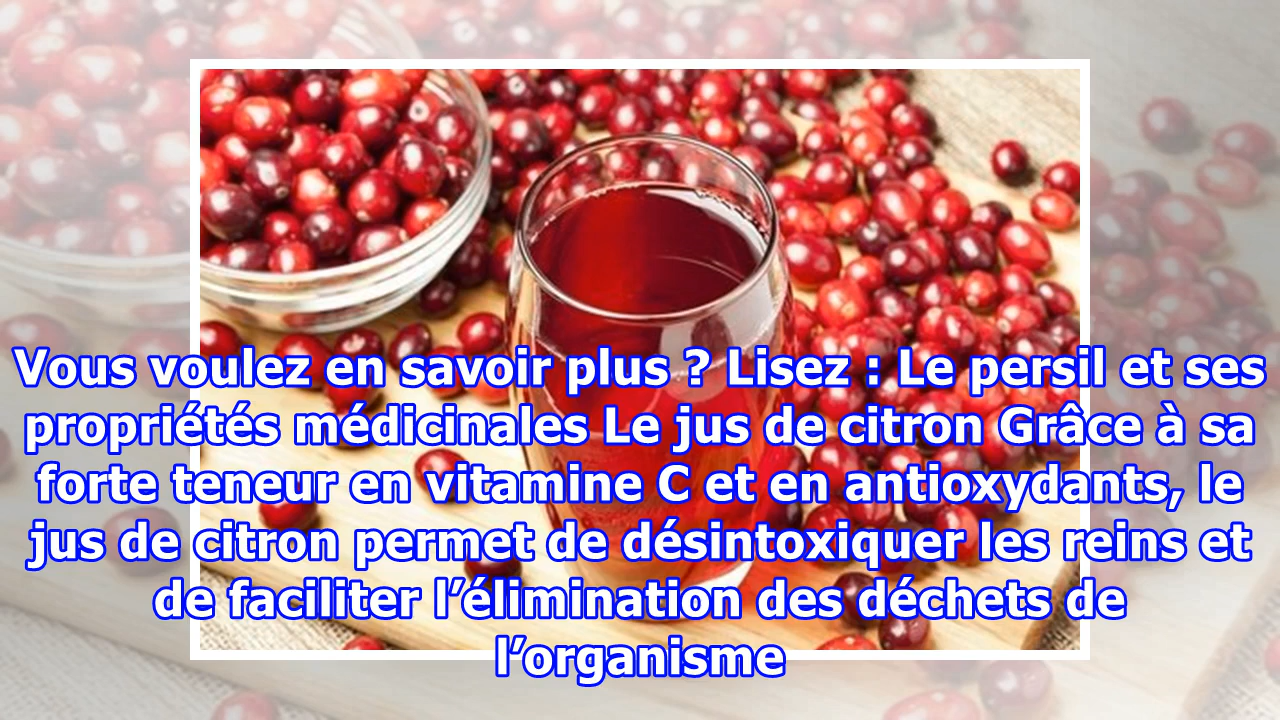 Vous voulez en savoir plus ? Lisez : Le persil et ses
propriétés médicinales Le jus de citron Grâce à sa
forte teneur en vitamine C et en antioxydants, le
jus de citron permet de désintoxiquer les reins et
de faciliter l’élimination des déchets de
l’organisme